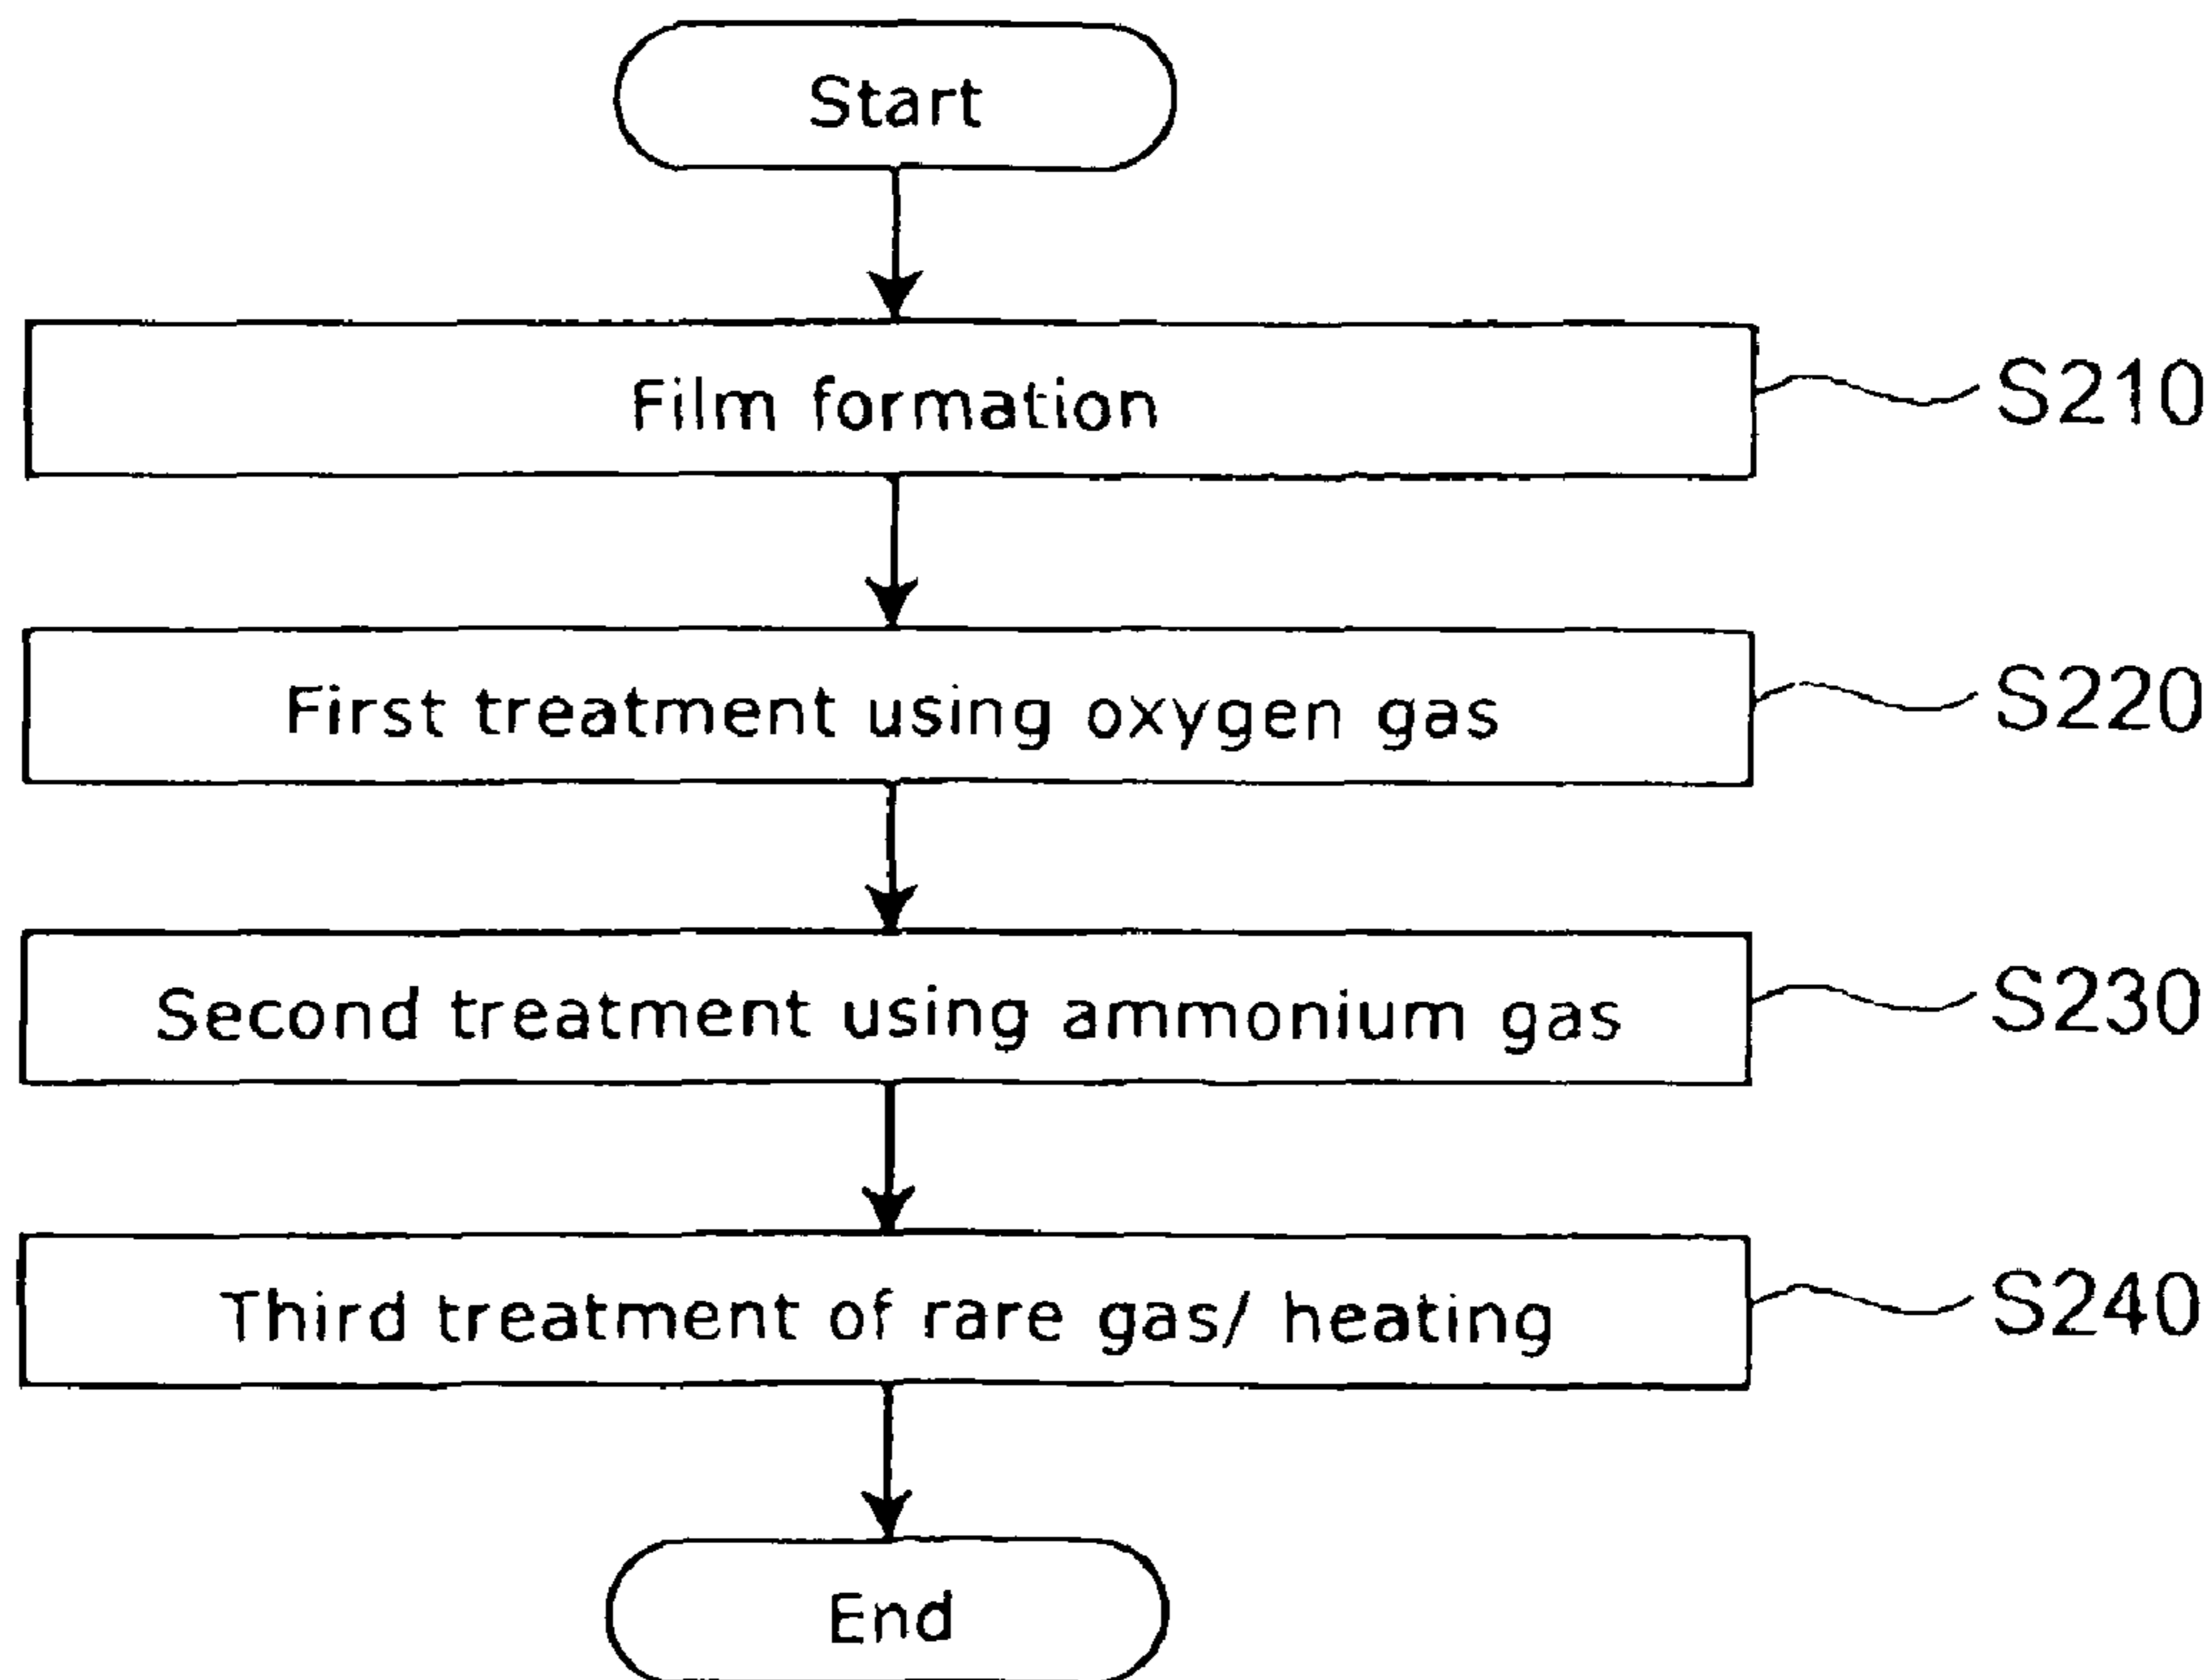 Start
Film formation
S210
First treatment using oxygen gas
S220
Second treatment using ammonium gas
S230
Third treatment of rare gas/ heating
S240
End